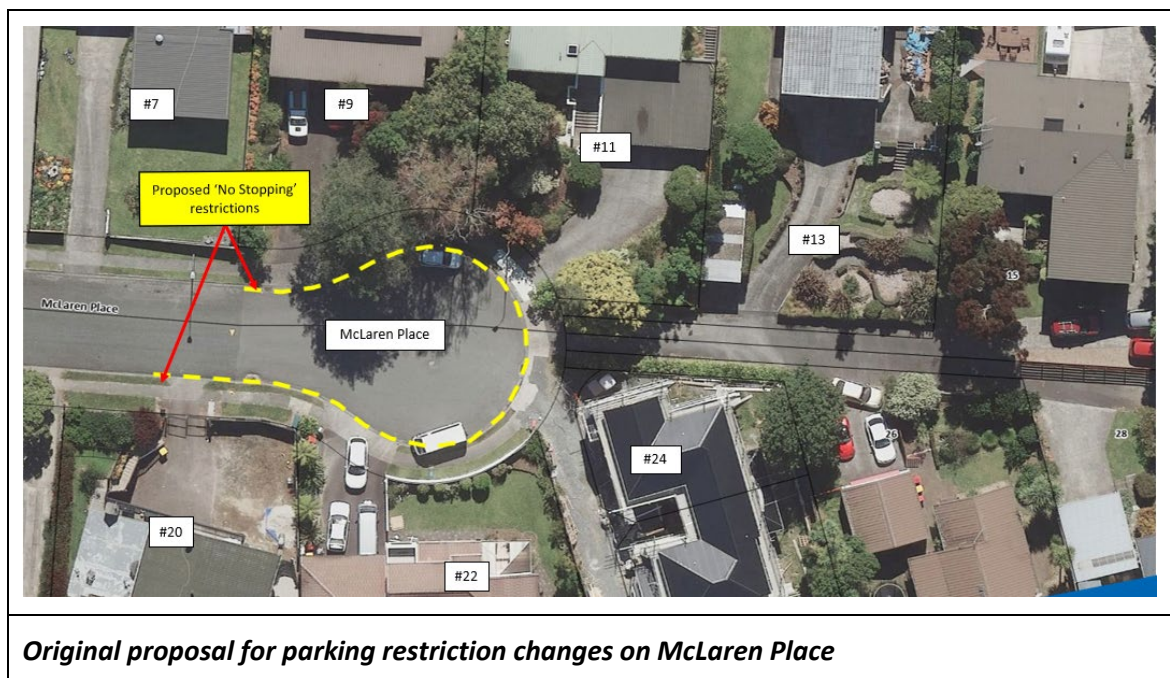 #7
#9
#11
Proposed 'No Stopping'
restrictions
#13
15
McLaren Place
McLaren Place
#24
26
28
#20
#22
Original proposal for parking restriction changes on McLaren Place